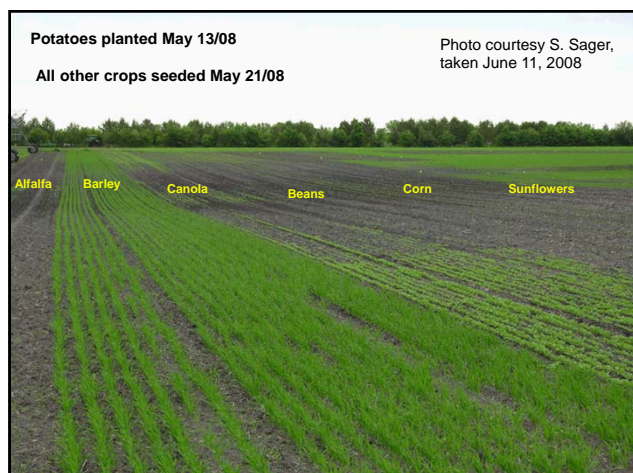 Potatoes planted May 13/08
All other crops seeded May 21/08
Photo courtesy S. Sager,
taken June 11, 2008
Alfalfa Barley Canola Beans Corn Sunflowers